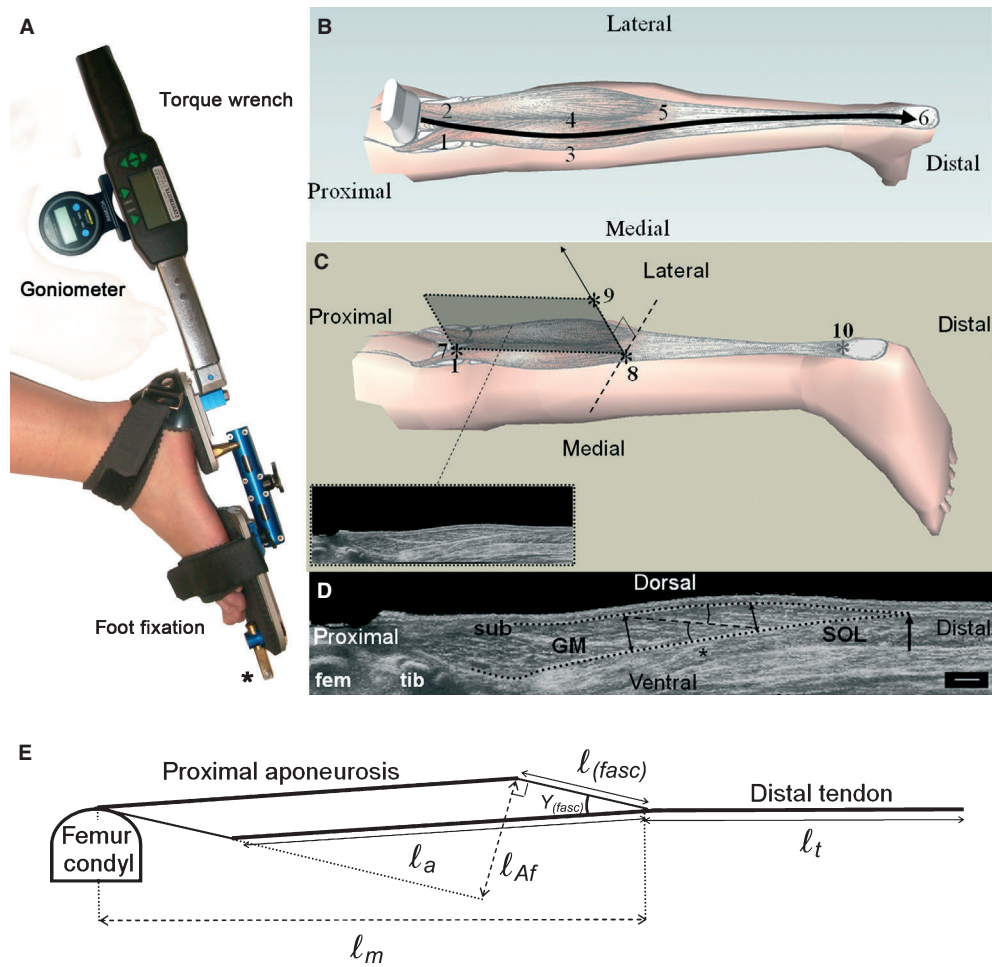 A
Torque wrench
Goniometer
Foot fixation
*
B
Lateral
2
4
5
6
1
3
Proximal
Distal
Medial
C
Lateral
9
Proximal
10
Distal
7
1
8
Medial
D
Dorsal
sub
Proximal
GM
SOL
Distal
*
fem
tib
Ventral
E
ℓ(fasc)
Proximal aponeurosis
Distal tendon
Υ(fasc)
Femur
condyl
ℓa
ℓAf
ℓt
ℓm